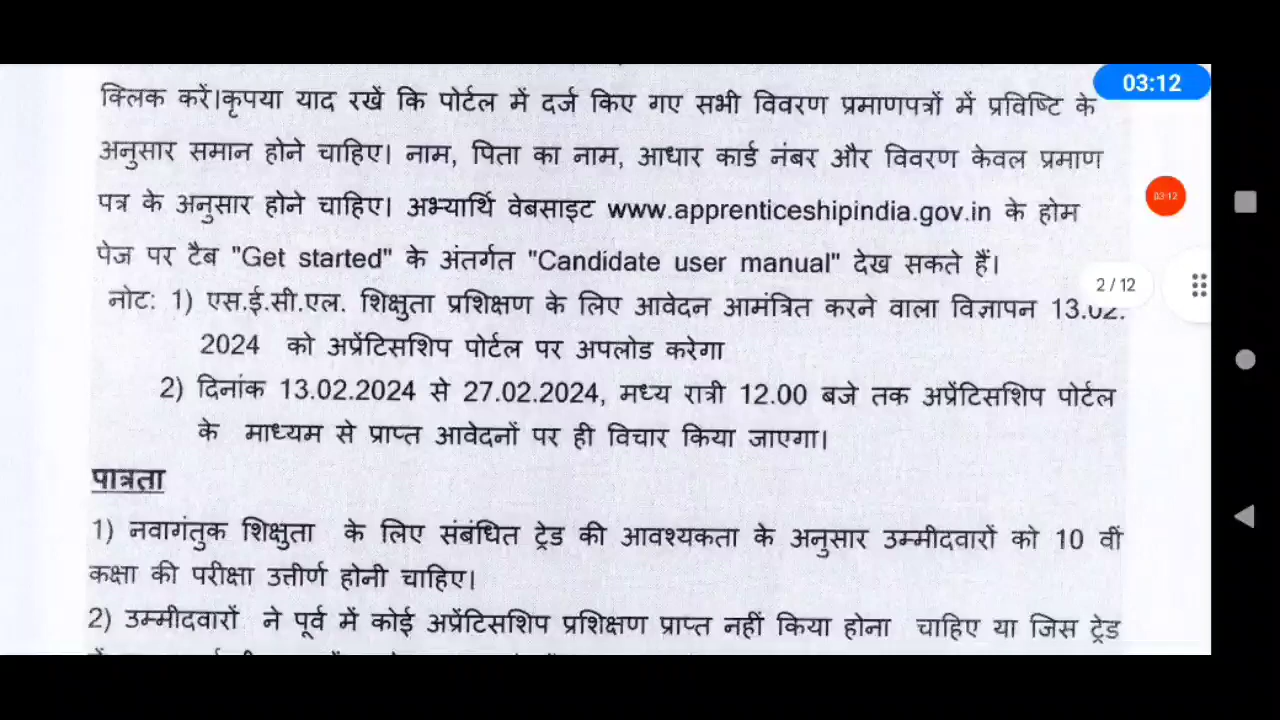 क्लिक करें।कृपया याद रखें कि पोर्टल में दर्ज किए गए सभी विवरण प्रमाणपत्रों में प्रविष्टि के
03:12
अनुसार समान होने चाहिए। नाम, पिता का नाम, आधार कार्ड नंबर और विवरण केवल प्रमाण
पत्र के अनुसार होने चाहिए। अभ्यार्थि वेबसाइट www.apprenticeshipindia.gov.in के होम
03:12
पेज पर टैब "Get started" के अंतर्गत "Candidate user manual" देख सकते हैं।
2/12
नोट: 1) एस.ई.सी.एल. शिक्षुता प्रशिक्षण के लिए आवेदन आमंत्रित करने वाला विज्ञापन 13.02.
2024 को अप्रेंटिसशिप पोर्टल पर अपलोड करेगा
2) दिनांक 13.02.2024 से 27.02.2024, मध्य रात्री 12.00 बजे तक अप्रेंटिसशिप पोर्टल
के माध्यम से प्राप्त आवेदनों पर ही विचार किया जाएगा।
पात्रता
1) नवागंतुक शिक्षुता के लिए संबंधित ट्रेड की आवश्यकता के अनुसार उम्मीदवारों को 10 वीं
कक्षा की परीक्षा उत्तीर्ण होनी चाहिए।
2) उम्मीदवारों ने पूर्व में कोई अप्रेंटिसशिप प्रशिक्षण प्राप्त नहीं किया होना चाहिए या जिस ट्रेड